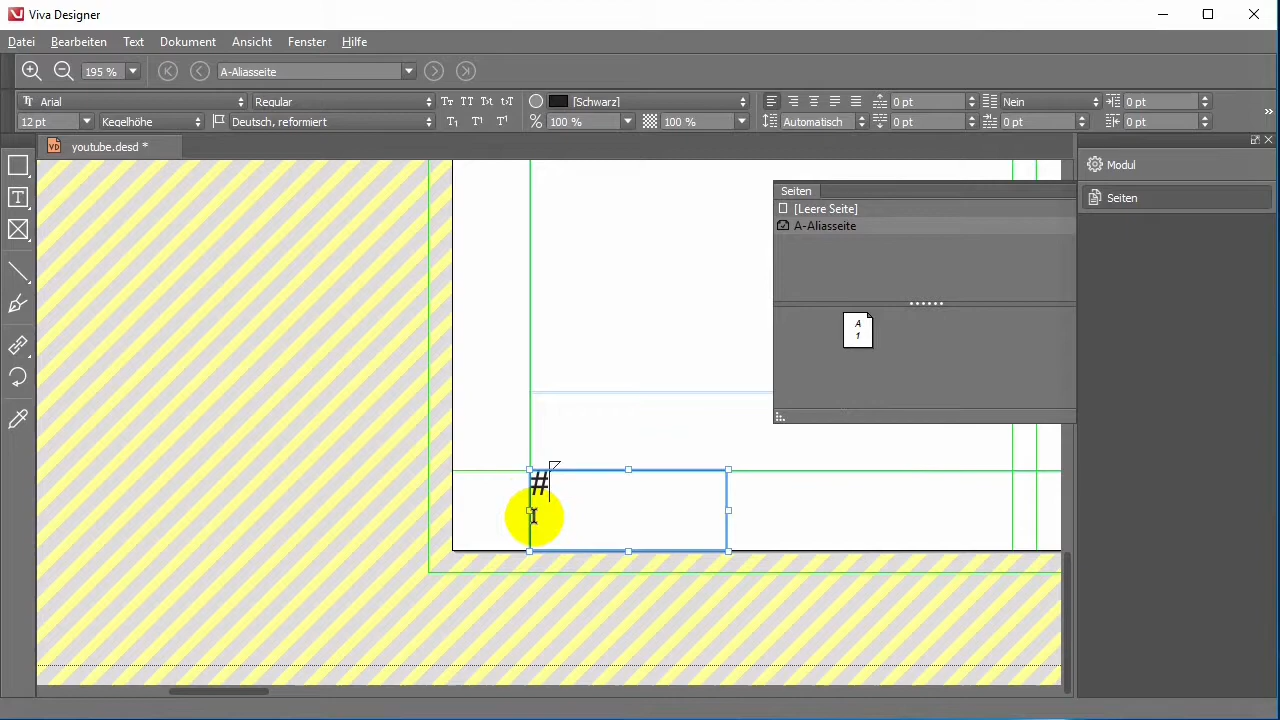 Viva Designer
Datei Bearbeiten Text Dokument Ansicht Fenster Hilfe
195 % A-Aliasseite
Arial Regular [Schwarz] 0 pt Nein 0 pt
12 pt Kegelhöhe Deutsch, reformiert 100 % 100 % Automatisch 0 pt 0 pt 0 pt
youtube.desd *
Modul
Seiten
Seiten
[Leere Seite]
A-Aliasseite
A
1
#